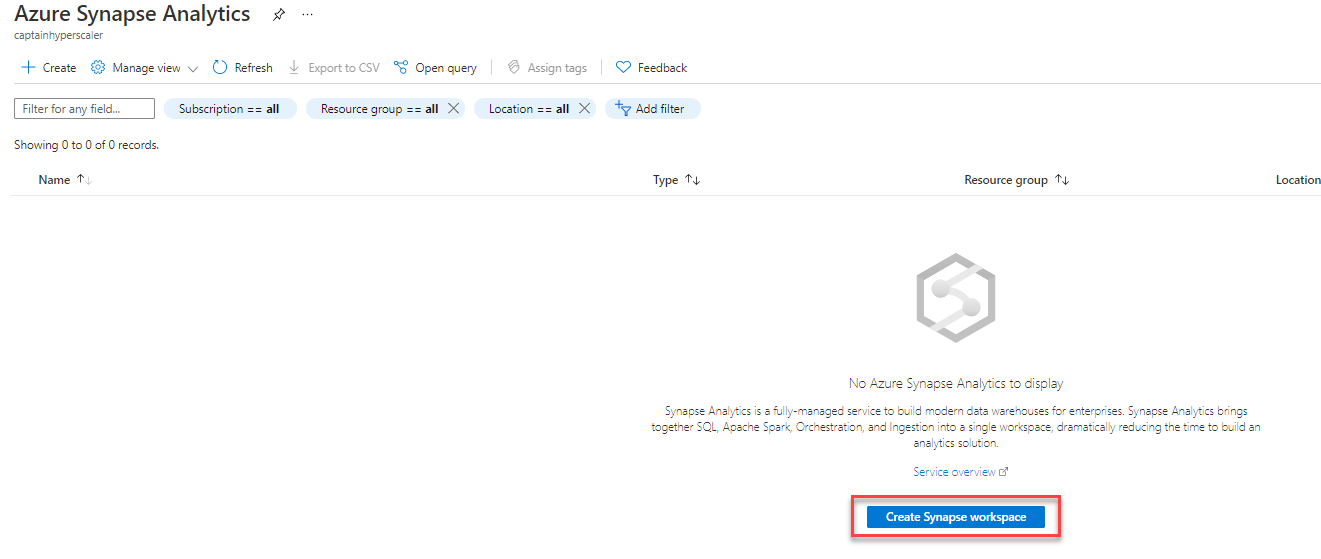 Azure Synapse Analytics
captainhyperscaler
Create Manage view Refresh Export to CSV Open query Assign tags Feedback
Filter for any field... Subscription == all Resource group == all Location == all Add filter
Showing 0 to 0 of 0 records.
Name Type Resource group Location
No Azure Synapse Analytics to display
Synapse Analytics is a fully-managed service to build modern data warehouses for enterprises. Synapse Analytics brings
together SQL, Apache Spark, Orchestration, and Ingestion into a single workspace, dramatically reducing the time to build an
analytics solution.
Service overview
Create Synapse workspace